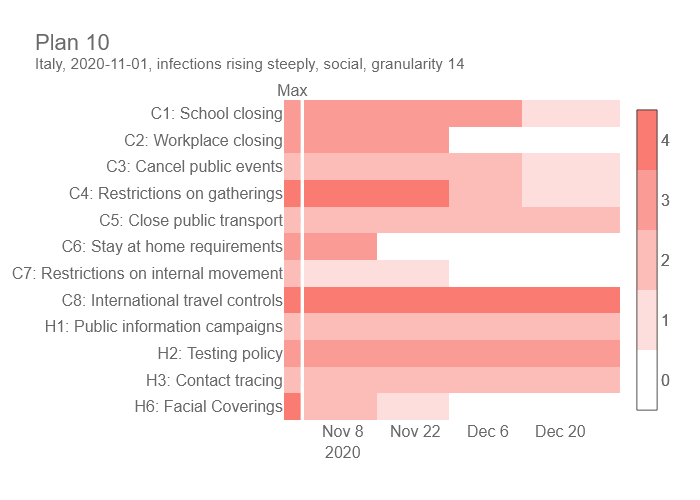 Plan 10
Italy, 2020-11-01, infections rising steeply, social, granularity 14
Max
C1: School closing
C2: Workplace closing
C3: Cancel public events
C4: Restrictions on gatherings
C5: Close public transport
C6: Stay at home requirements
C7: Restrictions on internal movement
C8: International travel controls
H1: Public information campaigns
H2: Testing policy
H3: Contact tracing
H6: Facial Coverings
Nov 8 Nov 22 Dec 6 Dec 20
2020
4
3
2
1
0